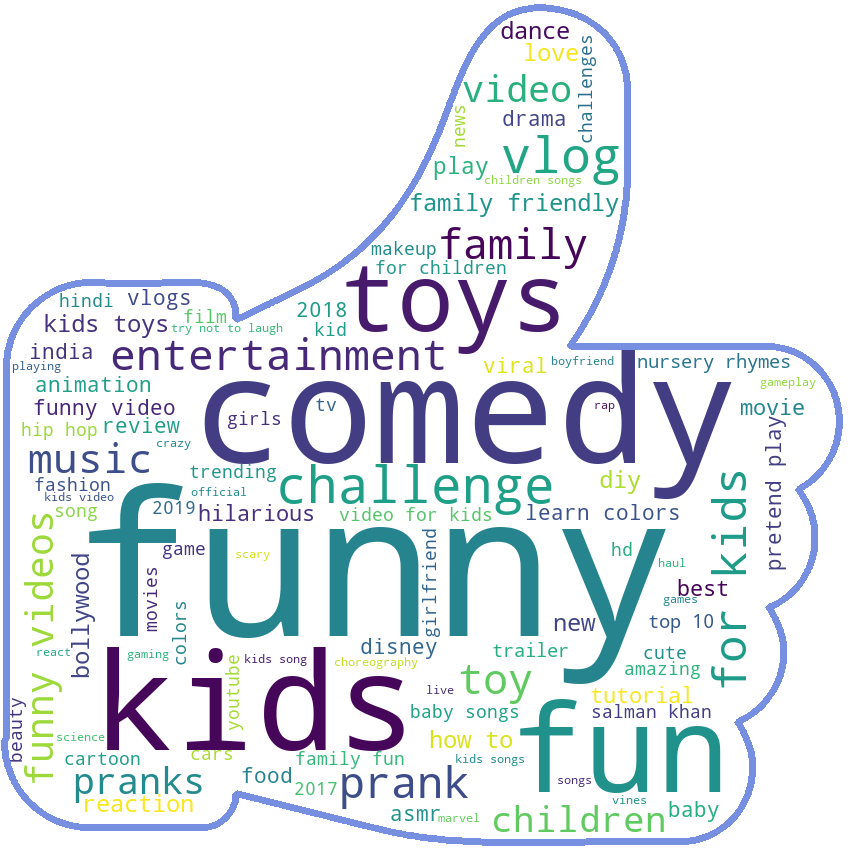 dance
love
challenges
video
news
drama
vlog
play
children songs
family friendly
family
makeup
for children
toys
hindi
vlogs
2018
film
kids toys
try not to laugh
kid
india
entertainment
viral
boyfriend
nursery rhymes
playing
animation
comedy
gameplay
funny video
girls
tv
rap
movie
hip hop
review
crazy
music
trending
challenge
diy
pretend play
fashion
kids video
official
for kids
song
2019
hilarious
video for kids
learn colors
funny videos
bollywood
movies
game
scary
funny
girlfriend
hd
haul
best
games
colors
new
top 10
react
gaming
kids
youtube
kids song
choreography
disney
trailer
cute
amazing
toy
live
tutorial
beauty
science
baby songs
salman khan
cartoon
cars
how to
fun
family fun
kids songs
pranks
food
prank
songs
2017
reaction
asmr
marvel
children
vines
baby